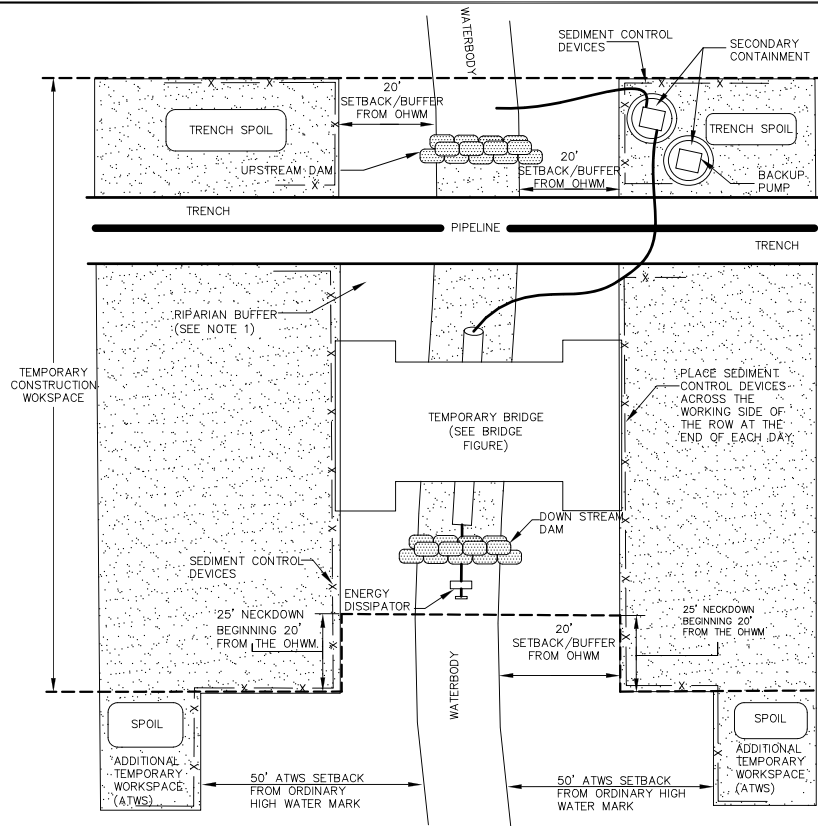 WATERBODY
SEDIMENT CONTROL
DEVICES
SECONDARY
CONTAINMENT
20'
SETBACK/BUFFER
FROM OHWM
TRENCH SPOIL
TRENCH SPOIL
UPSTREAM DAM
20'
SETBACK/BUFFER
FROM OHWM
BACKUP
PUMP
TRENCH
PIPELINE
TRENCH
RIPARIAN BUFFER
(SEE NOTE 1)
TEMPORARY
CONSTRUCTION
WOKSPACE
TEMPORARY BRIDGE
(SEE BRIDGE
FIGURE)
PLACE SEDIMENT
CONTROL DEVICES
ACROSS THE
WORKING SIDE OF
THE ROW AT THE
END OF EACH DAY
DOWN STREAM
DAM
SEDIMENT CONTROL
DEVICES
ENERGY
DISSIPATOR
25' NECKDOWN
BEGINNING 20'
FROM THE OHWM.
20'
SETBACK/BUFFER
FROM OHWM
25' NECKDOWN
BEGINNING 20'
FROM THE OHWM
WATERBODY
SPOIL
SPOIL
ADDITIONAL
TEMPORARY
WORKSPACE
(ATWS)
50' ATWS SETBACK
FROM ORDINARY
HIGH WATER MARK
50' ATWS SETBACK
FROM ORDINARY HIGH
WATER MARK
ADDITIONAL
TEMPORARY
WORKSPACE
(ATWS)